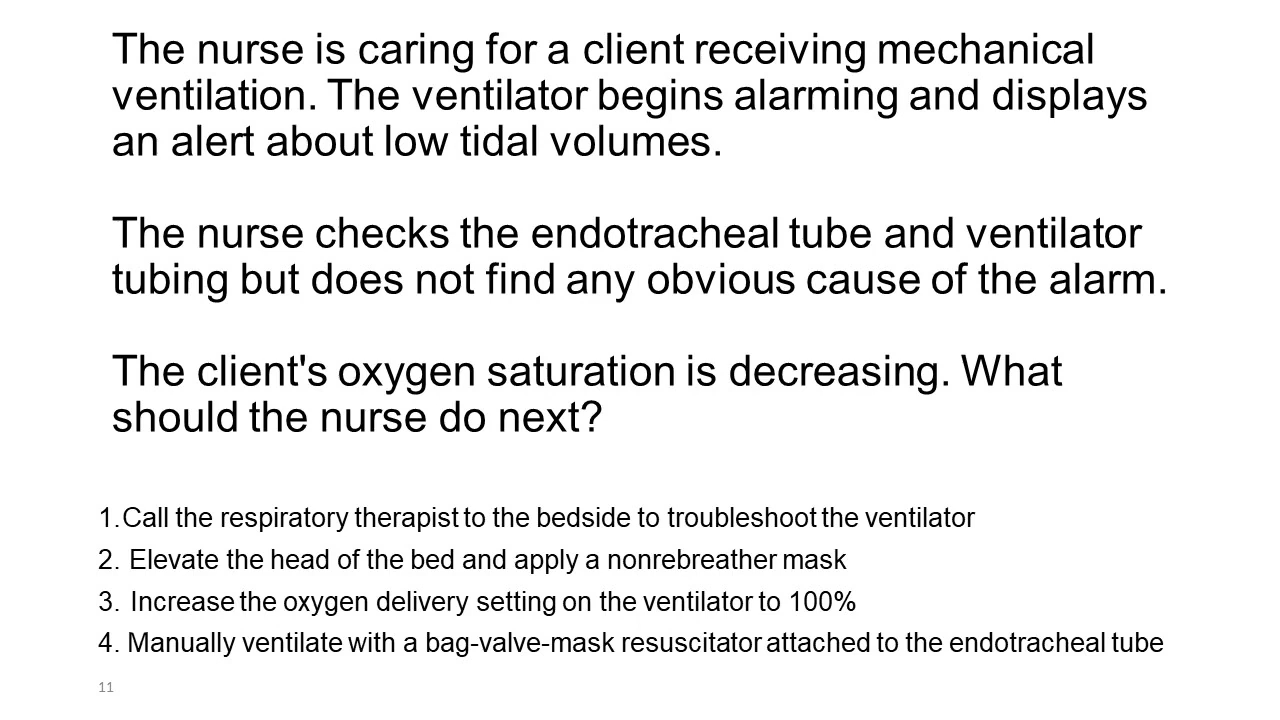 The nurse is caring for a client receiving mechanical
ventilation. The ventilator begins alarming and displays
an alert about low tidal volumes.
The nurse checks the endotracheal tube and ventilator
tubing but does not find any obvious cause of the alarm.
The client's oxygen saturation is decreasing. What
should the nurse do next?
1. Call the respiratory therapist to the bedside to troubleshoot the ventilator
2. Elevate the head of the bed and apply a nonrebreather mask
3. Increase the oxygen delivery setting on the ventilator to 100%
4. Manually ventilate with a bag-valve-mask resuscitator attached to the endotracheal tube
11